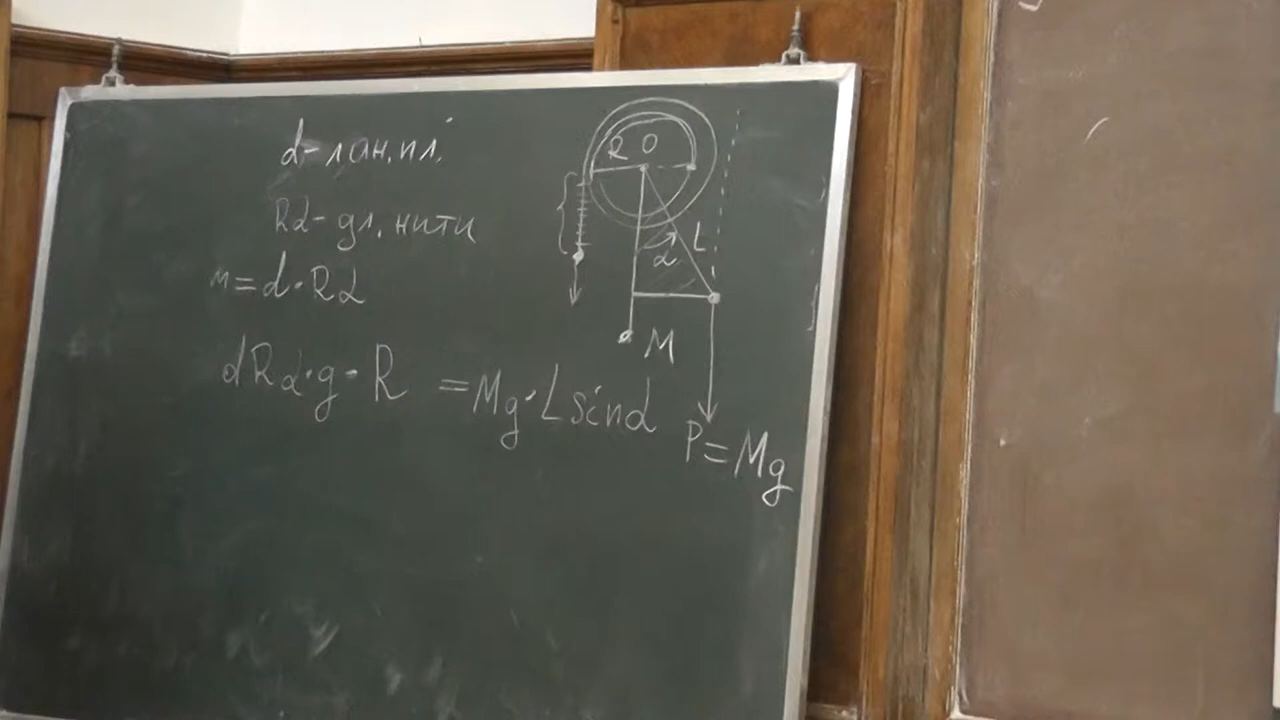 d - лин. пл.
Rα - дл. нити
m = d · Rα
dRα · g · R = Mg · L sin α
R O
L
α
M
P = Mg